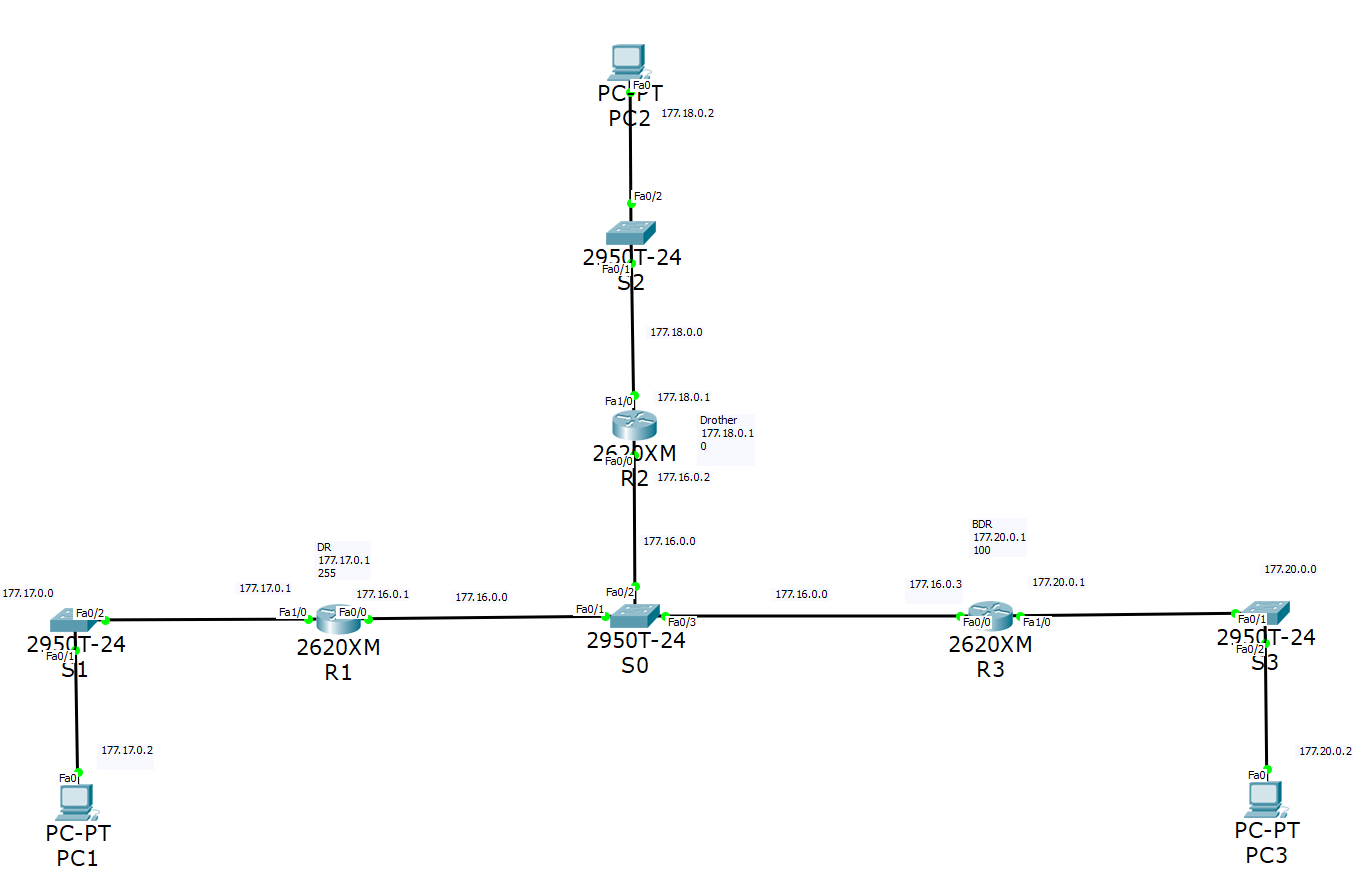 Fa0
PC-PT
PC2
177.18.0.2
Fa0/2
2950T-24
Fa0/1
S2
177.18.0.0
177.18.0.1
Fa1/0
Drother
177.18.0.1
0
2620XM
Fa0/0
R2
177.16.0.2
177.16.0.0
DR
177.17.0.1
255
BDR
177.20.0.1
100
177.17.0.0
177.17.0.1
177.16.0.1
177.16.0.0
177.16.0.0
177.16.0.3
177.20.0.1
177.20.0.0
Fa0/2
2950T-24
Fa0/1
S1
Fa1/0
Fa0/0
2620XM
R1
Fa0/2
Fa0/1
Fa0/3
2950T-24
S0
Fa0/0
Fa1/0
2620XM
R3
Fa0/1
2950T-24
Fa0/2
S3
177.17.0.2
Fa0
PC-PT
PC1
177.20.0.2
Fa0
PC-PT
PC3